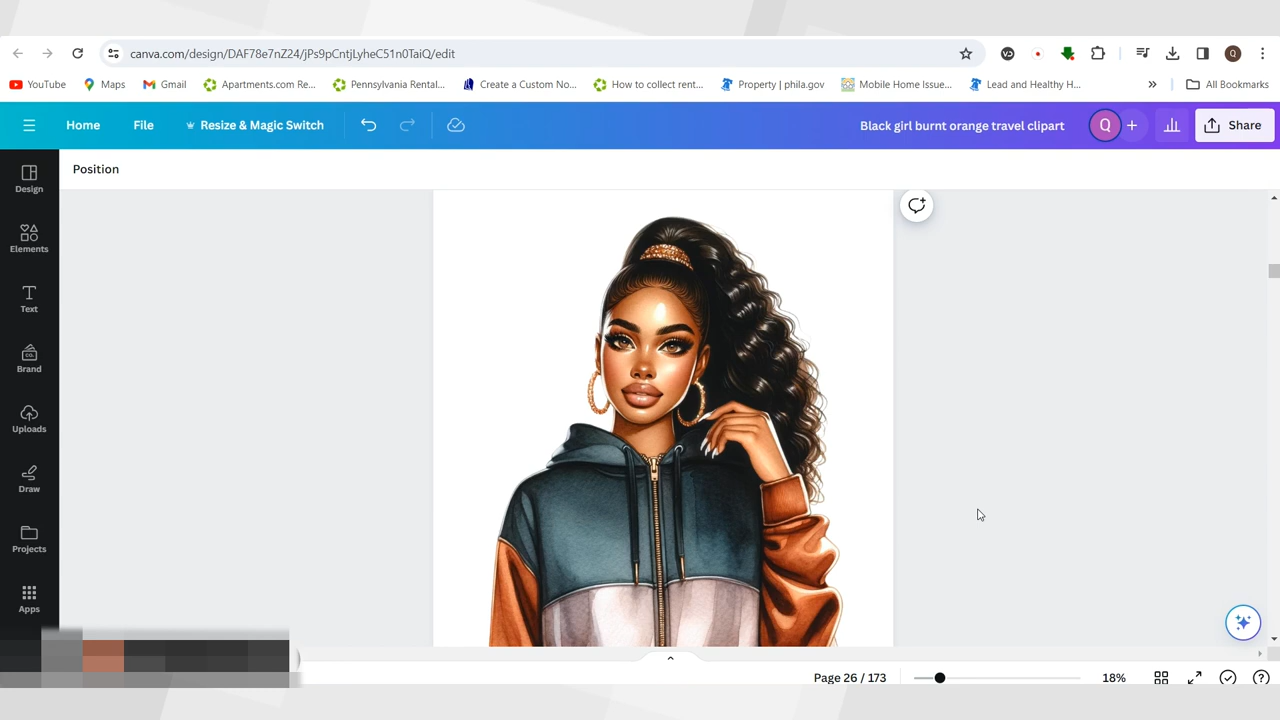 canva.com/design/DAF78e7nZ24/jPs9pCntjLyheC51n0TaiQ/edit
Q
YouTube Maps Gmail Apartments.com Re... Pennsylvania Rental... Create a Custom No... How to collect rent... Property | phila.gov Mobile Home Issue... Lead and Healthy H... » All Bookmarks
Home File Resize & Magic Switch Black girl burnt orange travel clipart Q + Share
Position
Design
Elements
Text
Brand
Uploads
Draw
Projects
Apps
Page 26 / 173 18%